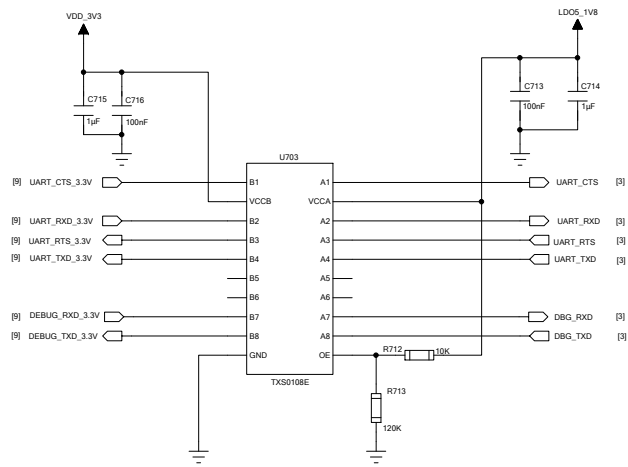 VDD_3V3
LDO5_1V8
C715
1µF
C716
100nF
C713
100nF
C714
1µF
U703
[9] UART_CTS_3.3V B1 A1 UART_CTS [3]
VCCB VCCA
[9] UART_RXD_3.3V B2 A2 UART_RXD [3]
[9] UART_RTS_3.3V B3 A3 UART_RTS [3]
[9] UART_TXD_3.3V B4 A4 UART_TXD [3]
B5 A5
B6 A6
[9] DEBUG_RXD_3.3V B7 A7 DBG_RXD [3]
[9] DEBUG_TXD_3.3V B8 A8 DBG_TXD [3]
GND OE R712 10K
TXS0108E
R713
120K